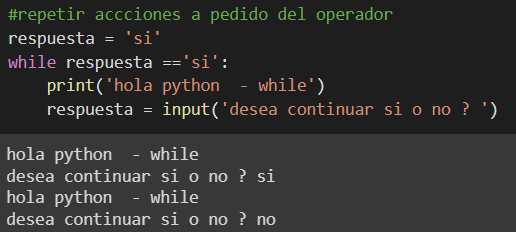 #repetir accciones a pedido del operador
respuesta = 'si'
while respuesta =='si':
    print('hola python  - while')
    respuesta = input('desea continuar si o no ? ')
hola python  - while
desea continuar si o no ? si
hola python  - while
desea continuar si o no ? no